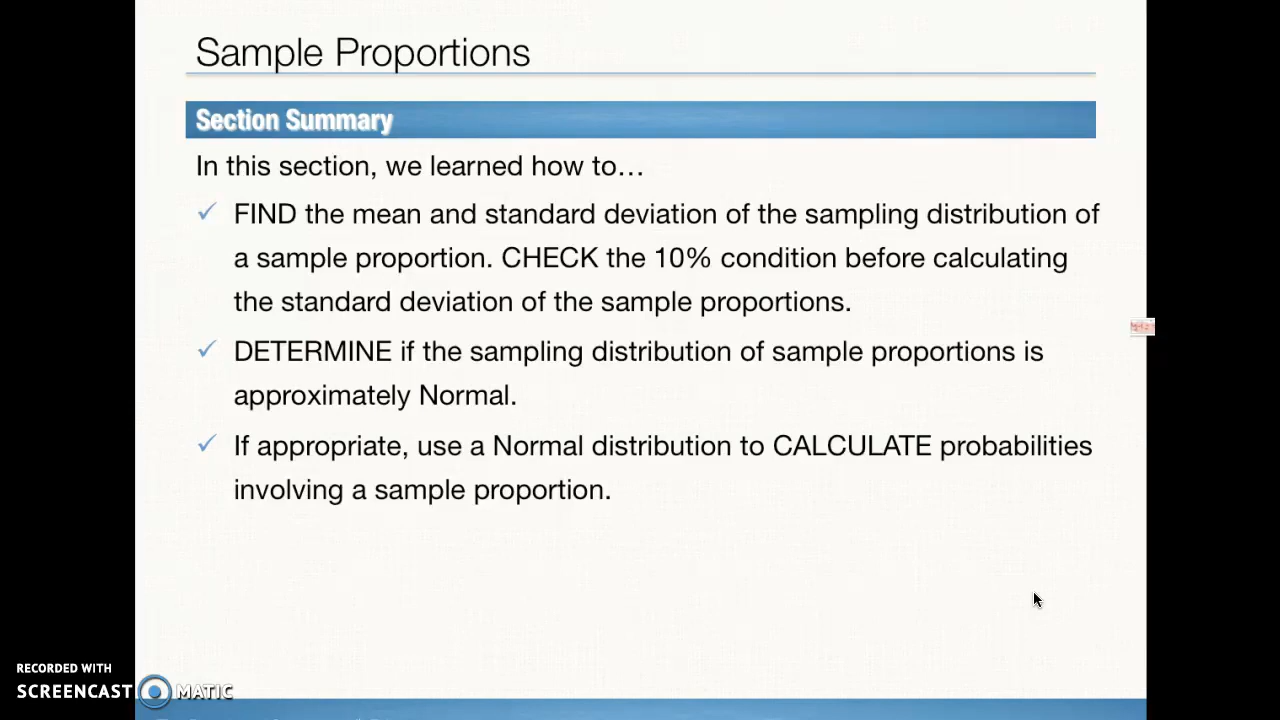 Sample Proportions
Section Summary
In this section, we learned how to…
✓ FIND the mean and standard deviation of the sampling distribution of
a sample proportion. CHECK the 10% condition before calculating
the standard deviation of the sample proportions.
✓ DETERMINE if the sampling distribution of sample proportions is
approximately Normal.
✓ If appropriate, use a Normal distribution to CALCULATE probabilities
involving a sample proportion.
RECORDED WITH
SCREENCAST MATIC